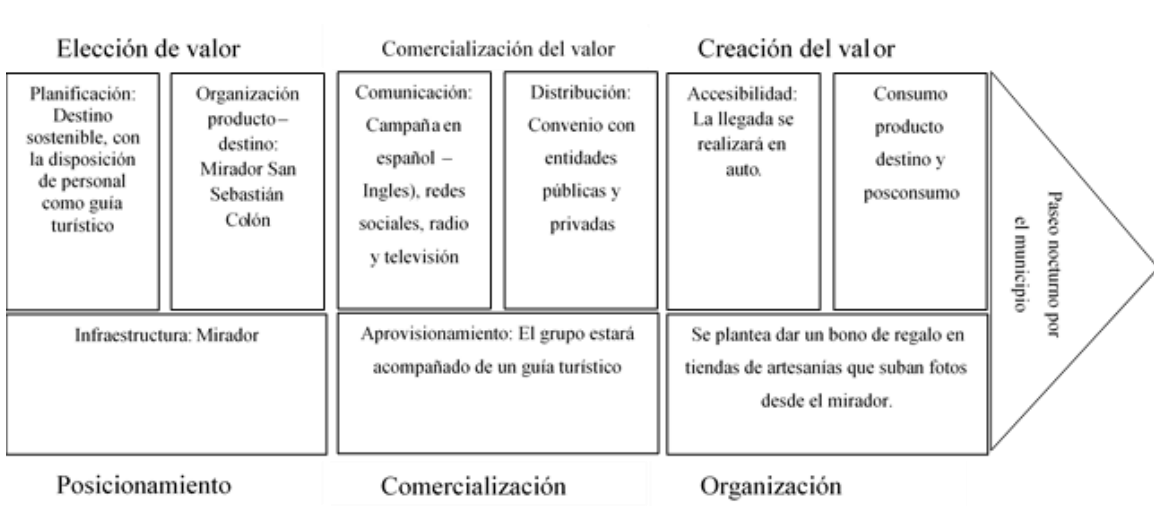 Elección de valor
Comercialización del valor
Creación del valor
Planificación:
Destino
sostenible, con
la disposición
de personal
como guía
turístico
Organización
producto–
destino:
Mirador San
Sebastián
Colón
Comunicación:
Campaña en
español –
Ingles), redes
sociales, radio
y televisión
Distribución:
Convenio con
entidades
públicas y
privadas
Accesibilidad:
La llegada se
realizará en
auto.
Consumo
producto
destino y
posconsumo
Paseo nocturno por
el municipio
Infraestructura: Mirador
Aprovisionamiento: El grupo estará
acompañado de un guía turístico
Se plantea dar un bono de regalo en
tiendas de artesanías que suban fotos
desde el mirador.
Posicionamiento
Comercialización
Organización